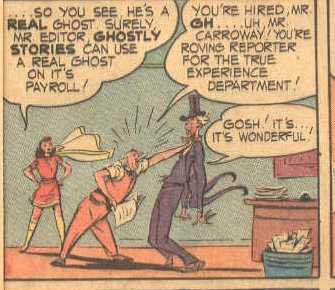 ....SO YOU SEE, HE'S A
REAL GHOST. SURELY,
MR. EDITOR, GHOSTLY
STORIES CAN USE
A REAL GHOST
ON IT'S
PAYROLL!
YOU'RE HIRED, MR.
GH....UH, MR.
CARROWAY! YOU'RE
ROVING REPORTER
FOR THE TRUE
EXPERIENCE
DEPARTMENT!
GOSH! IT'S...
IT'S WONDERFUL!